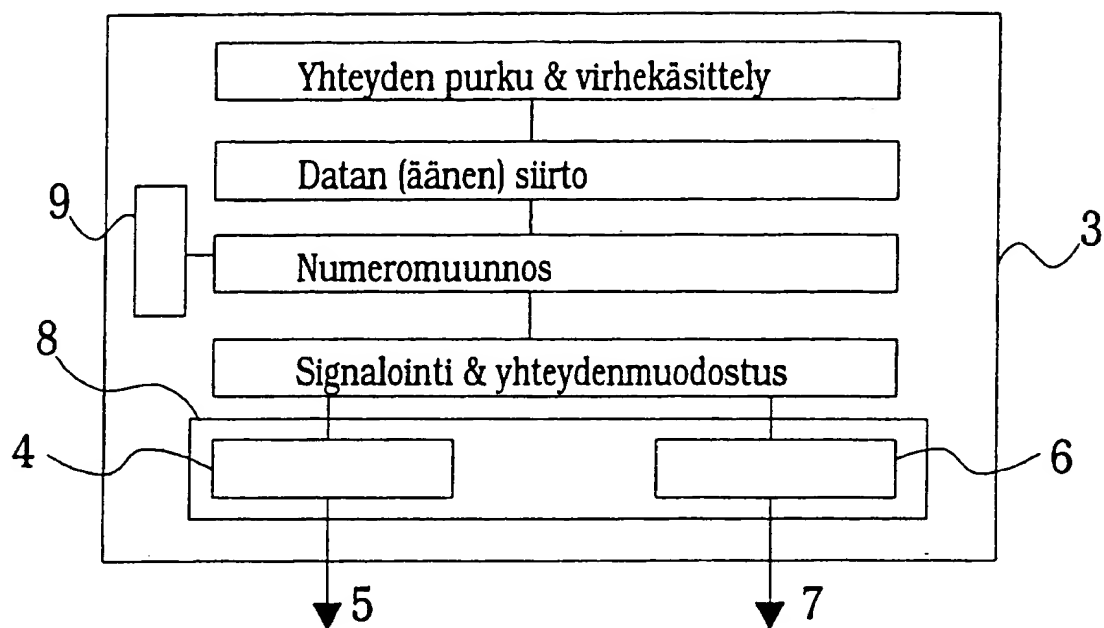 Yhteyden purku & virhekäsittely
Datan (äänen) siirto
9
3
Numeromuunnos
8
Signalointi & yhteydenmuodostus
4
6
5
7